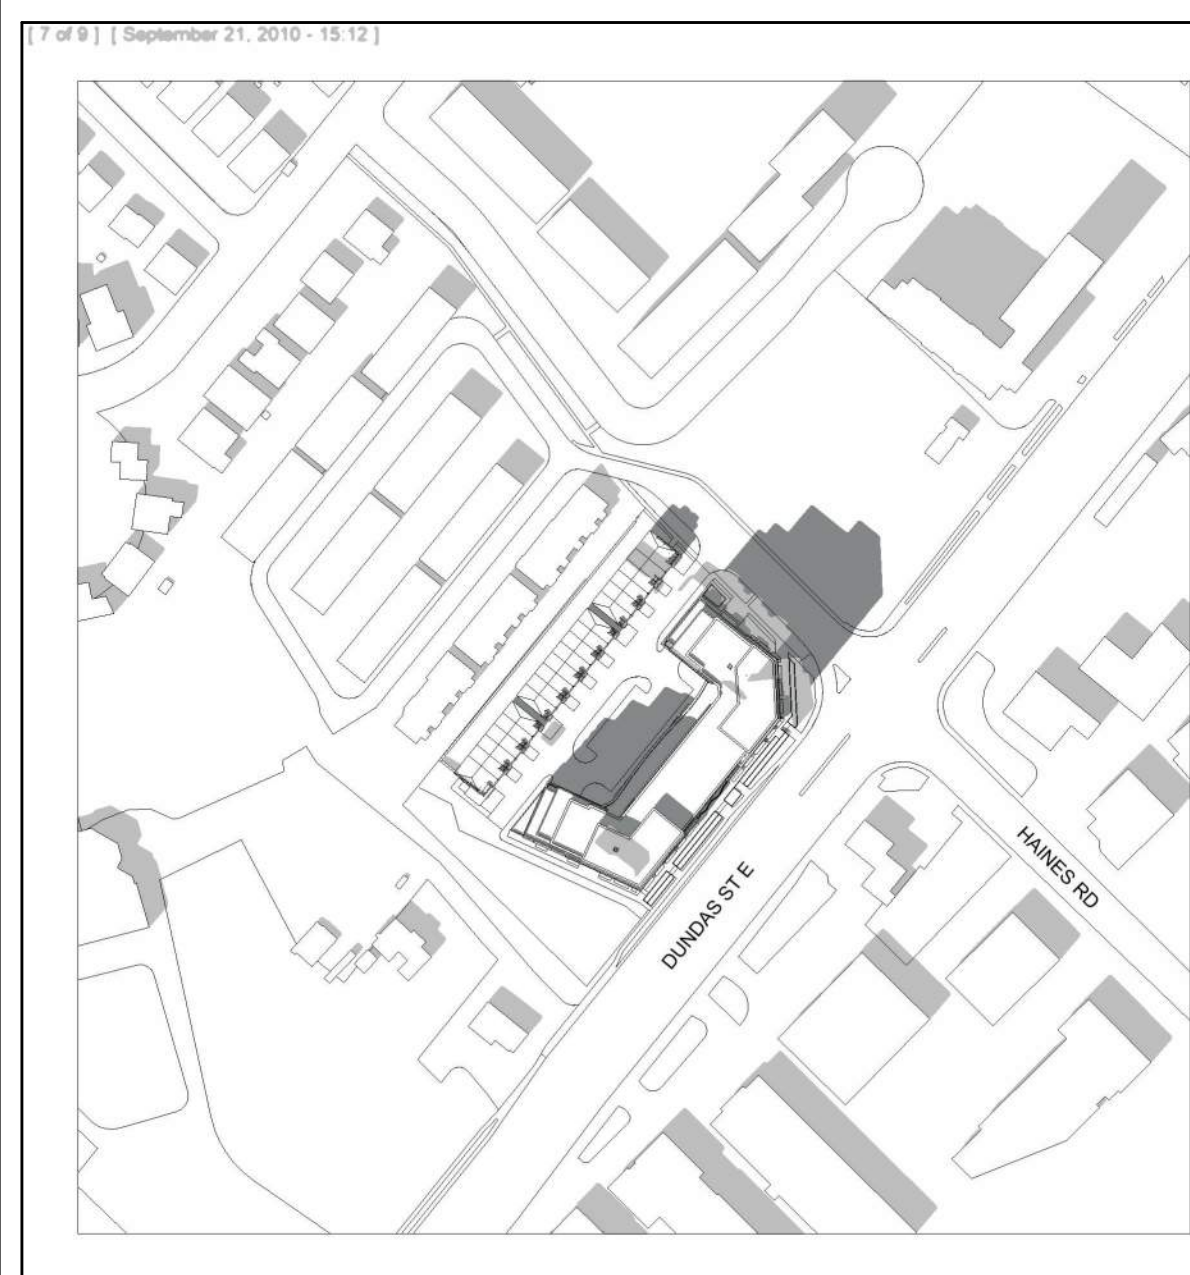 [ 7 of 9 ] [ September 21, 2010 - 15:12 ]
HAINES RD
DUNDAS ST E